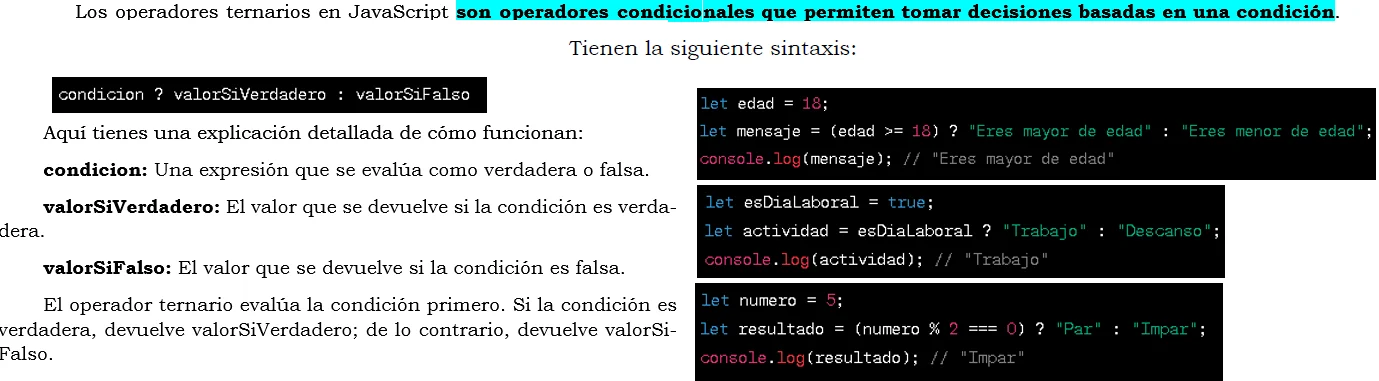 Los operadores ternarios en JavaScript son operadores condicionales que permiten tomar decisiones basadas en una condición.
Tienen la siguiente sintaxis:
condicion ? valorSiVerdadero : valorSiFalso
Aquí tienes una explicación detallada de cómo funcionan:
condicion: Una expresión que se evalúa como verdadera o falsa.
valorSiVerdadero: El valor que se devuelve si la condición es verda-
dera.
valorSiFalso: El valor que se devuelve si la condición es falsa.
El operador ternario evalúa la condición primero. Si la condición es
verdadera, devuelve valorSiVerdadero; de lo contrario, devuelve valorSi-
Falso.
let edad = 18;
let mensaje = (edad >= 18) ? "Eres mayor de edad" : "Eres menor de edad";
console.log(mensaje); // "Eres mayor de edad"
let esDiaLaboral = true;
let actividad = esDiaLaboral ? "Trabajo" : "Descanso";
console.log(actividad); // "Trabajo"
let numero = 5;
let resultado = (numero % 2 === 0) ? "Par" : "Impar";
console.log(resultado); // "Impar"